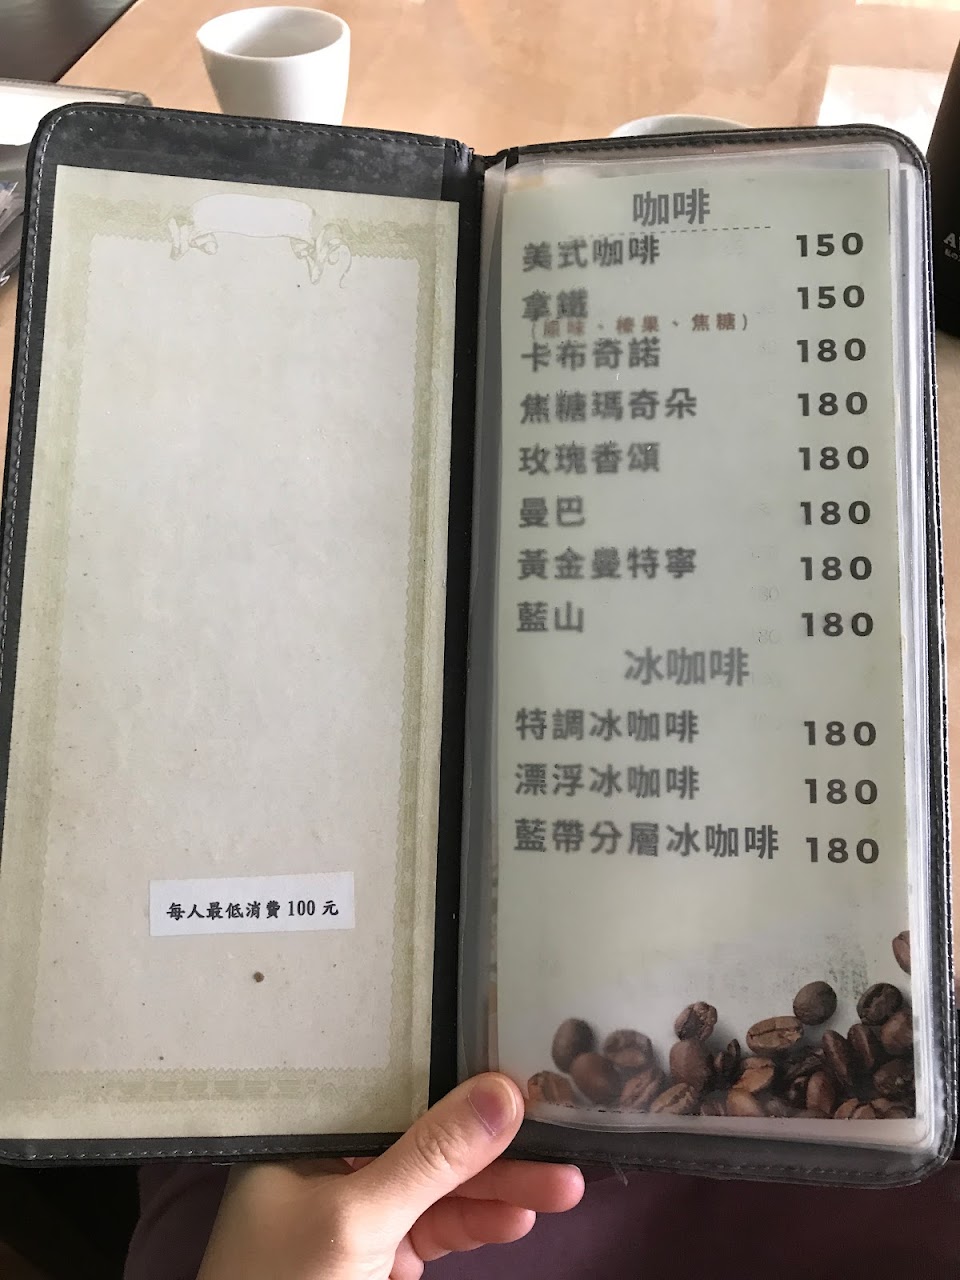 每人最低消費 100 元
咖啡
美式咖啡 150
拿鐵 150
(原味、榛果、焦糖)
卡布奇諾 180
焦糖瑪奇朵 180
玫瑰香頌 180
曼巴 180
黃金曼特寧 180
藍山 180
冰咖啡
特調冰咖啡 180
漂浮冰咖啡 180
藍帶分層冰咖啡 180